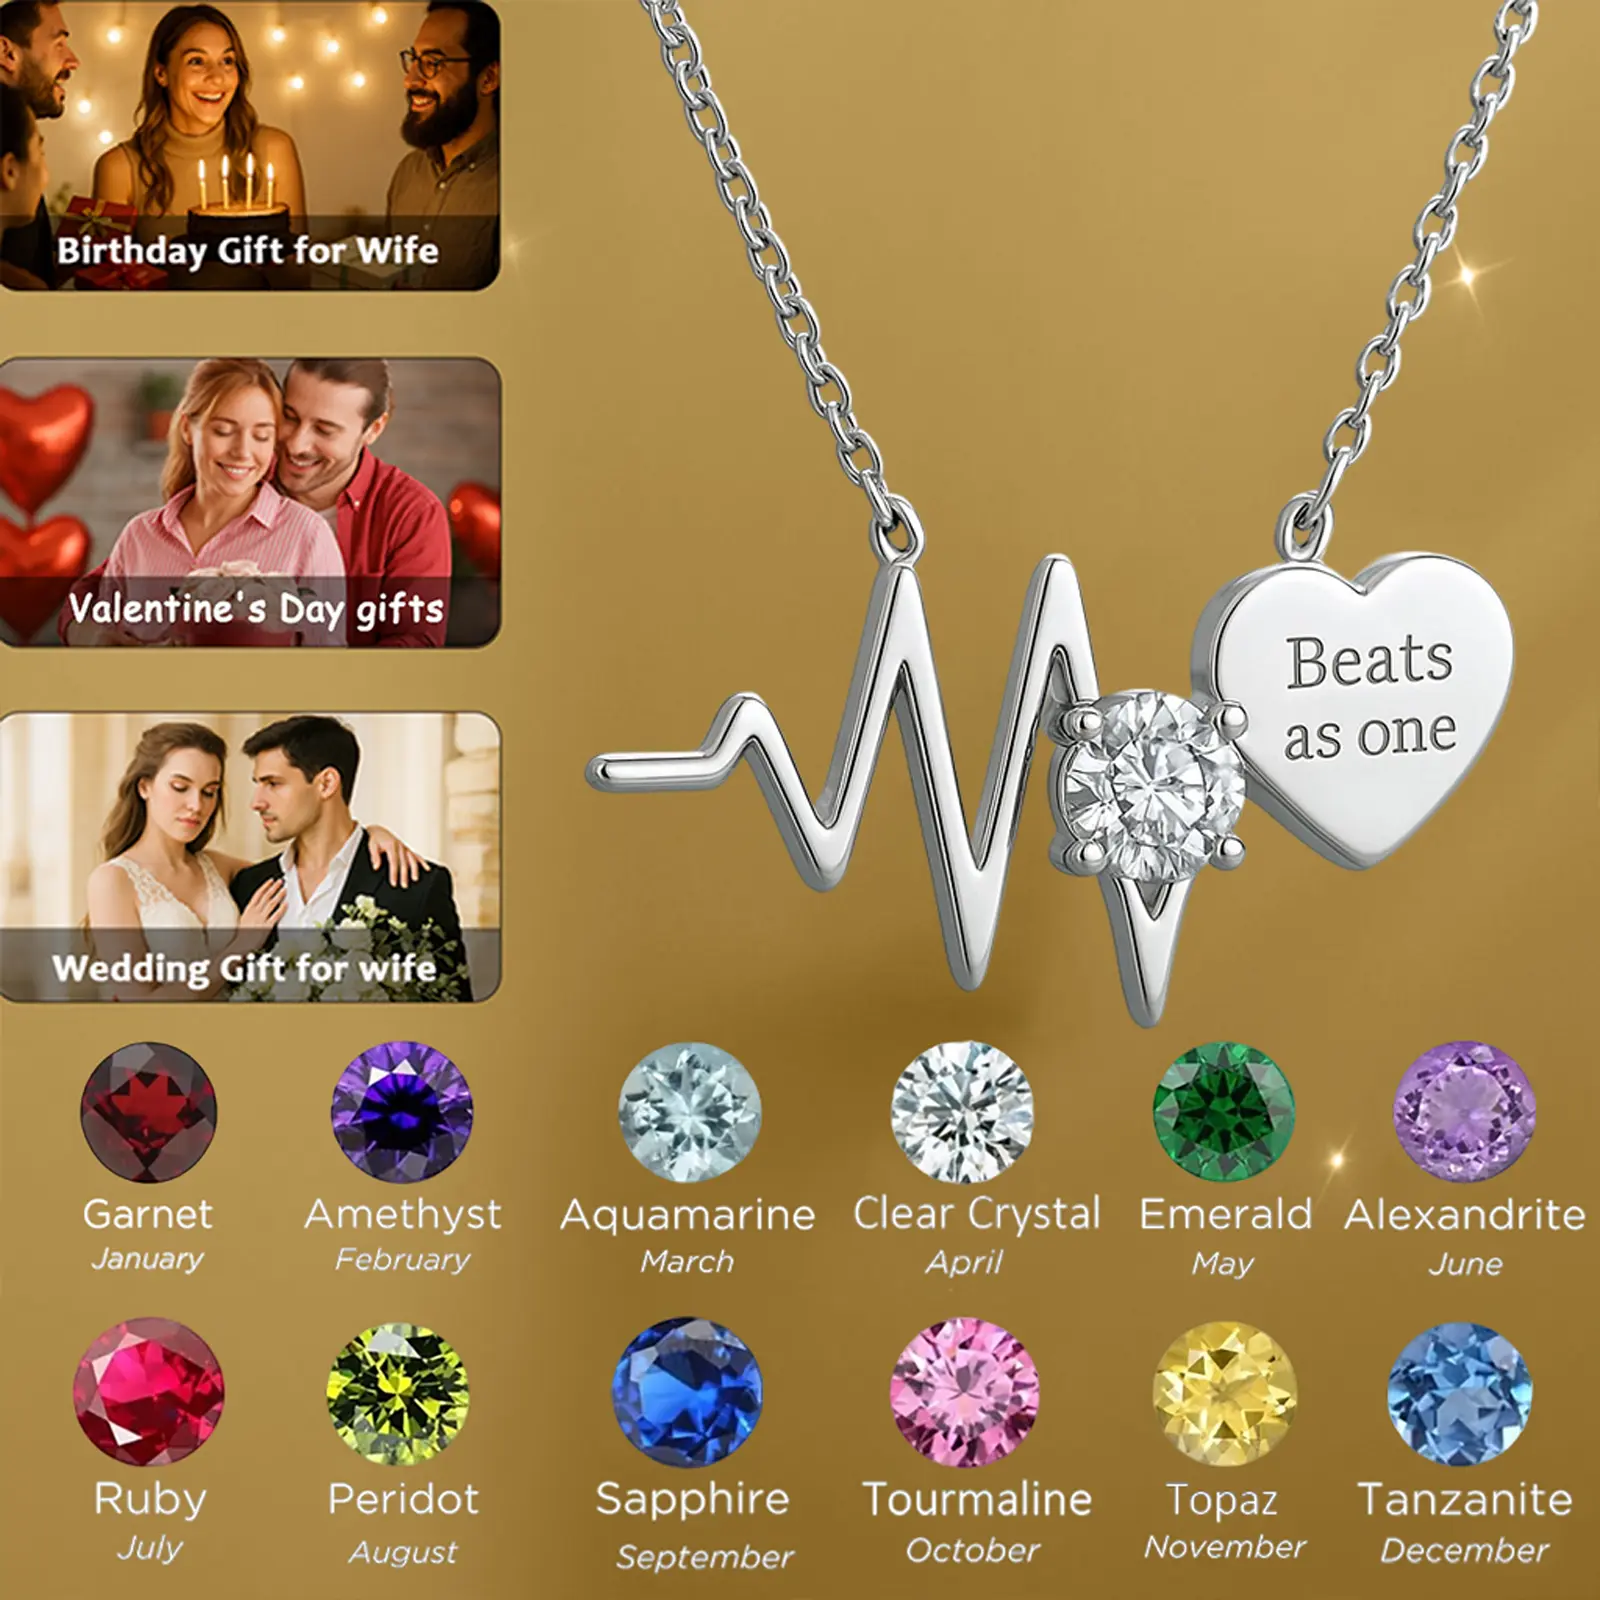 Birthday Gift for Wife
Valentine's Day gifts
Wedding Gift for wife
Beats
as one
Garnet
January
Amethyst
February
Aquamarine
March
Clear Crystal
April
Emerald
May
Alexandrite
June
Ruby
July
Peridot
August
Sapphire
September
Tourmaline
October
Topaz
November
Tanzanite
December